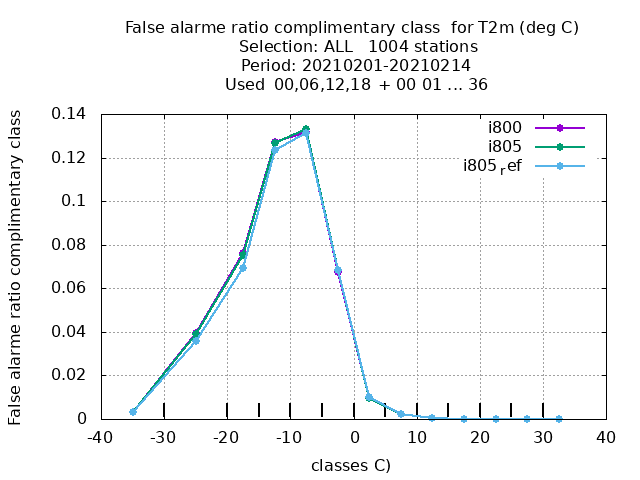 False alarme ratio complimentary class  for T2m (deg C)
Selection: ALL   1004 stations
Period: 20210201-20210214
Used  00,06,12,18  + 00 01 ... 36
False alarme ratio complimentary class
0.14
0.12
0.1
0.08
0.06
0.04
0.02
0
i800
i805
i805ref
-40 -30 -20 -10 0 10 20 30 40
classes C)